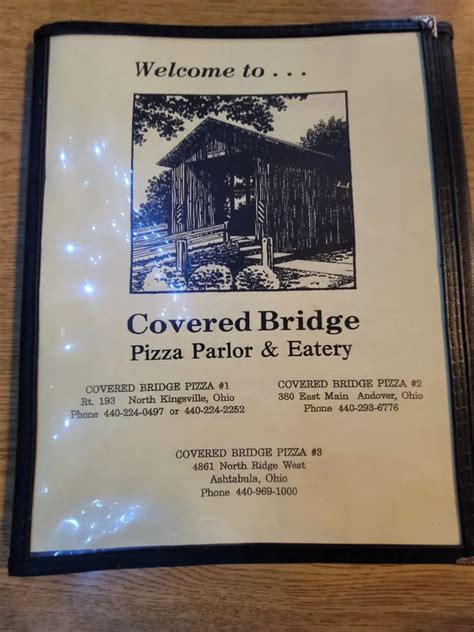 Welcome to . . .
Covered Bridge
Pizza Parlor & Eatery
COVERED BRIDGE PIZZA #1
Rt. 193 North Kingsville, Ohio
Phone 440-224-0497 or 440-224-2252
COVERED BRIDGE PIZZA #2
380 East Main Andover, Ohio
Phone 440-293-6776
COVERED BRIDGE PIZZA #3
4861 North Ridge West
Ashtabula, Ohio
Phone 440-969-1000